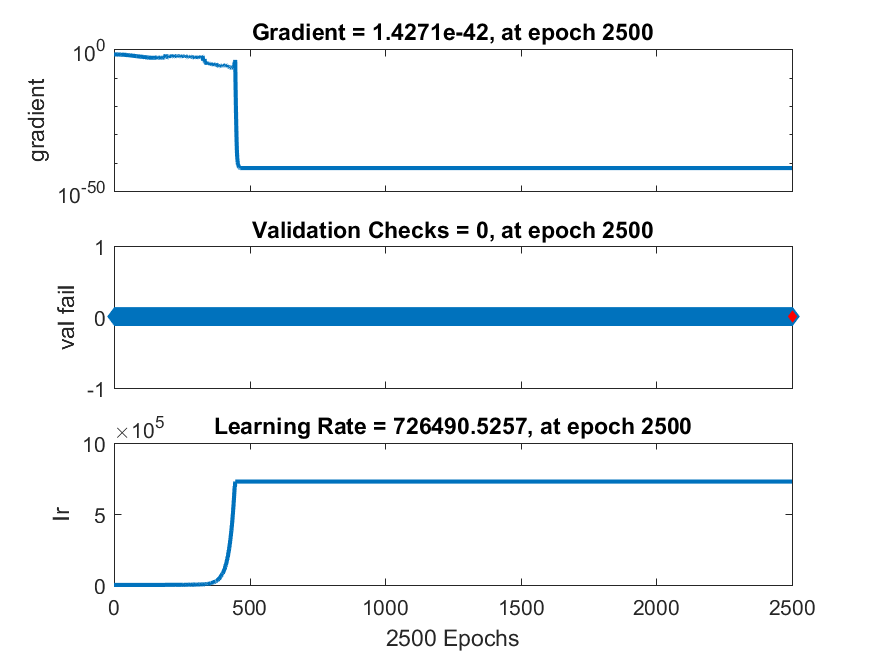 Gradient = 1.4271e-42, at epoch 2500
10^0
gradient
10^-50
Validation Checks = 0, at epoch 2500
1
val fail
0
-1
Learning Rate = 726490.5257, at epoch 2500
×10^5
10
lr
5
0
0 500 1000 1500 2000 2500
2500 Epochs